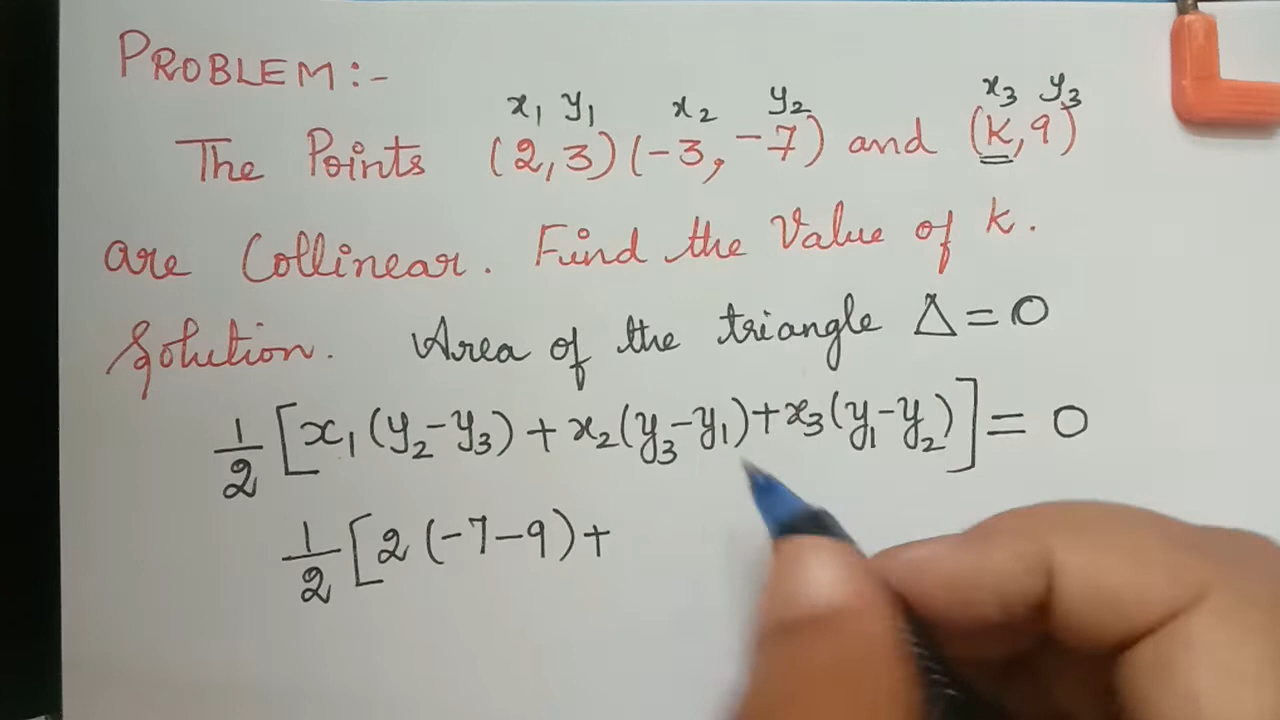 PROBLEM:-
x₁ y₁ x₂ y₂ x₃ y₃
The Points (2,3)(-3,-7) and (k,9)
are Collinear. Find the Value of k.
Solution. Area of the triangle Δ=0
1/2 [x₁(y₂-y₃)+x₂(y₃-y₁)+x₃(y₁-y₂)]=0
1/2 [2(-7-9)+